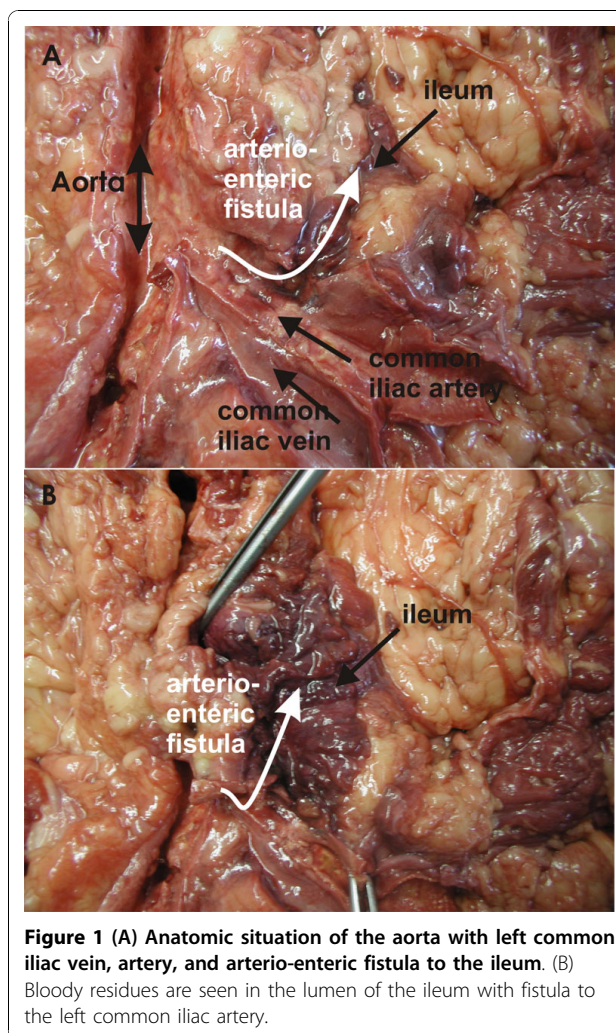 A
ileum
arterio-
enteric
fistula
Aorta
common
iliac artery
common
iliac vein
B
ileum
arterio-
enteric
fistula
Figure 1 (A) Anatomic situation of the aorta with left common
iliac vein, artery, and arterio-enteric fistula to the ileum. (B)
Bloody residues are seen in the lumen of the ileum with fistula to
the left common iliac artery.